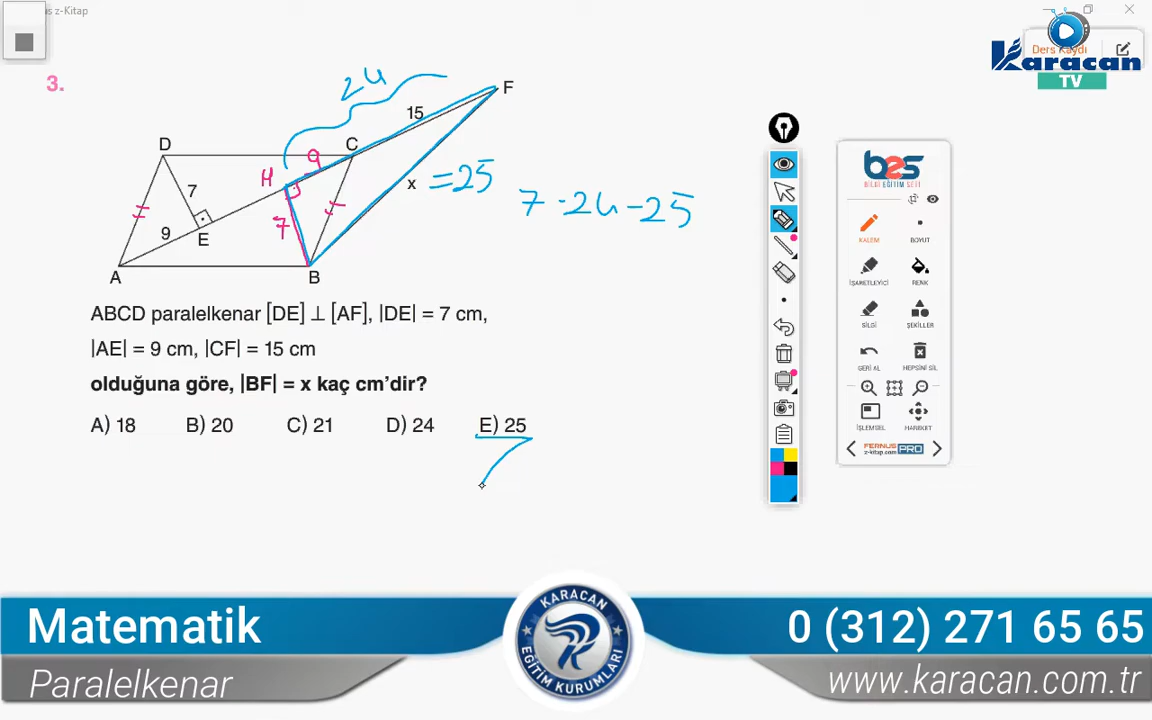 us z-Kitap
Ders Kaydı
Karacan
TV
3.
24
F
15
D
C
9
H
7
x
=25
7-24-25
9
E
7
A
B
ABCD paralelkenar [DE] ⊥ [AF], |DE| = 7 cm,
|AE| = 9 cm, |CF| = 15 cm
olduğuna göre, |BF| = x kaç cm'dir?
A) 18 B) 20 C) 21 D) 24 E) 25
b2s
BİLGİ EĞİTİM SETİ
KALEM BOYUT
İŞARETLEYİCİ RENK
SİLGİ ŞEKİLLER
GERİ AL HEPSİNİ SİL
İŞLEMSEL HAREKET
FERNUS PRO
z-kitap.com
Matematik
Paralelkenar
KARACAN
EĞİTİM KURUMLARI
0 (312) 271 65 65
www.karacan.com.tr